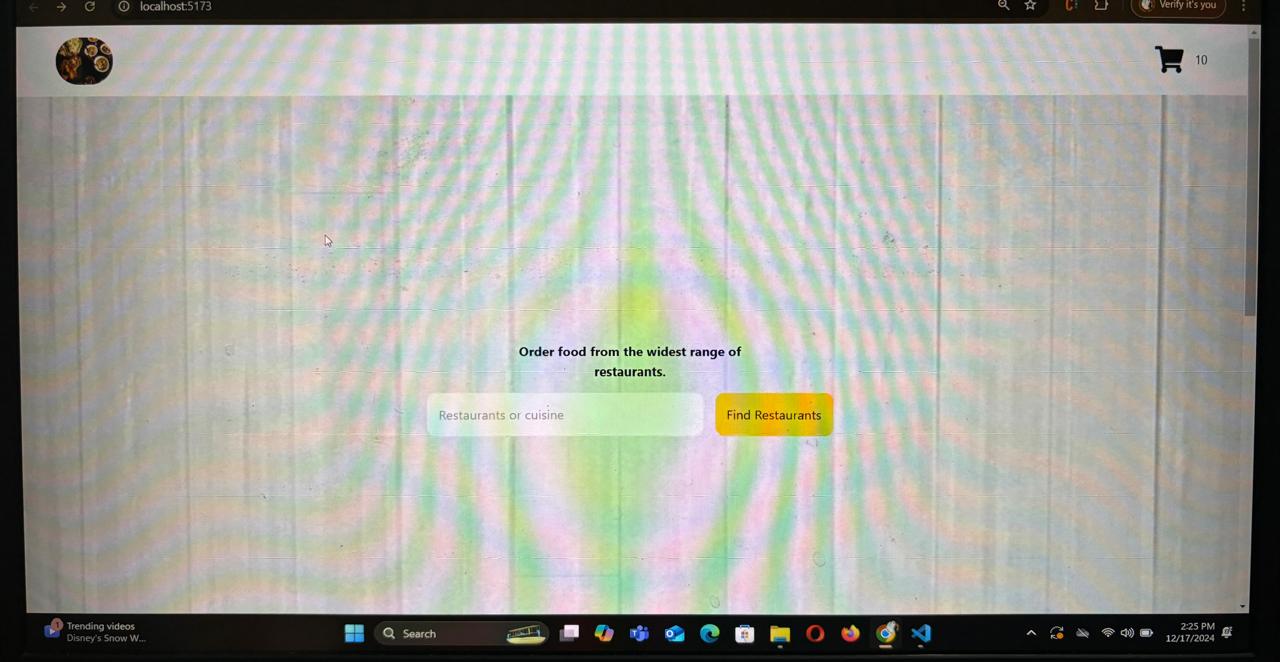 localhost:5173
Verify it's you
10
Order food from the widest range of
restaurants.
Restaurants or cuisine
Find Restaurants
1
Trending videos
Disney's Snow W...
Search
2:25 PM
12/17/2024